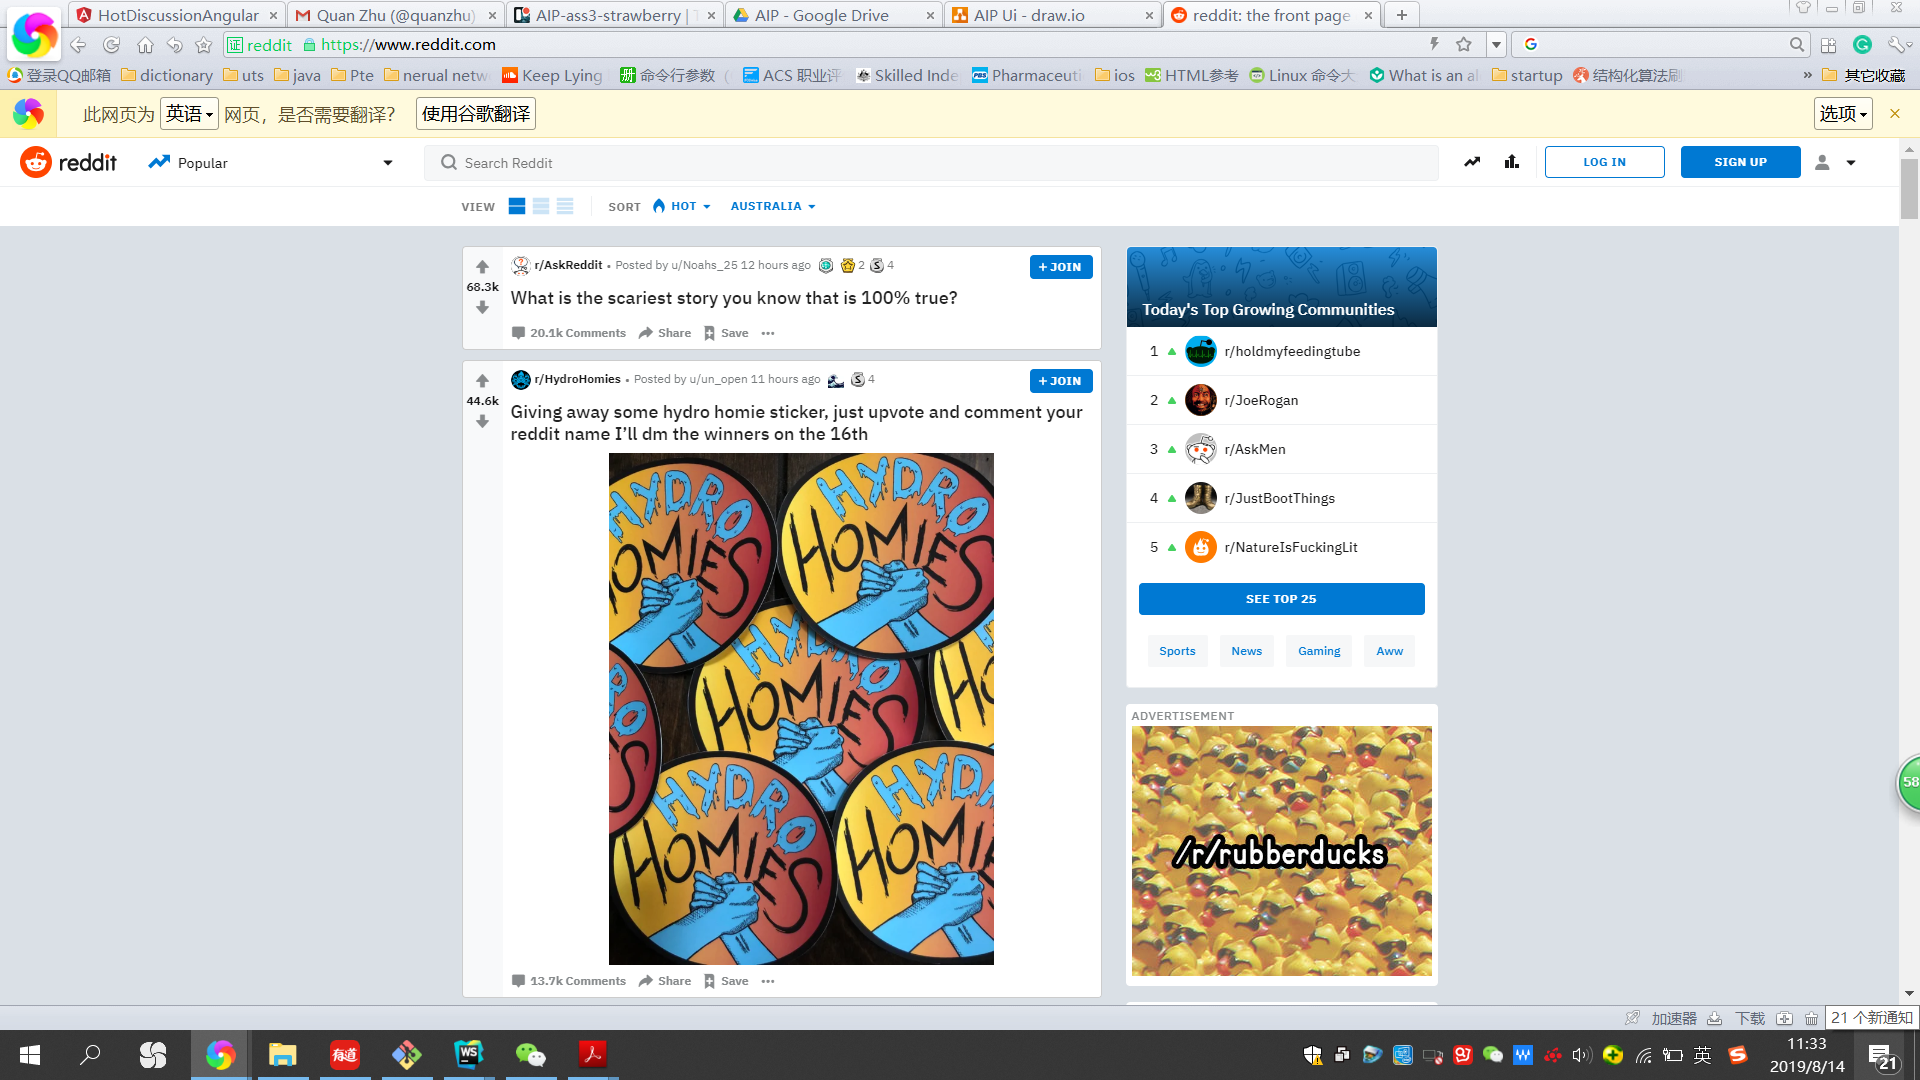 HotDiscussionAngular
Quan Zhu (@quanzhu)
AIP-ass3-strawberry | T
AIP - Google Drive
AIP Ui - draw.io
reddit: the front page
证 reddit https://www.reddit.com
登录QQ邮箱 dictionary uts java Pte nerual netw Keep Lying 命令行参数 ( ACS 职业评 Skilled Inde Pharmaceuti ios HTML参考 Linux 命令大 What is an al startup 结构化算法刷 » 其它收藏
此网页为 英语 网页，是否需要翻译？ 使用谷歌翻译 选项
reddit Popular Search Reddit LOG IN SIGN UP
VIEW SORT HOT AUSTRALIA
r/AskReddit • Posted by u/Noahs_25 12 hours ago 2 S 4
+ JOIN
68.3k
What is the scariest story you know that is 100% true?
20.1k Comments Share Save
r/HydroHomies • Posted by u/un_open 11 hours ago S 4
+ JOIN
44.6k
Giving away some hydro homie sticker, just upvote and comment your
reddit name I’ll dm the winners on the 16th
HYDRO
HOMIES
HYDRO
HOMIES
HYDRO
HOMIES
HYDRO
HOMIES
13.7k Comments Share Save
Today's Top Growing Communities
1 r/holdmyfeedingtube
2 r/JoeRogan
3 r/AskMen
4 r/JustBootThings
5 r/NatureIsFuckingLit
SEE TOP 25
Sports News Gaming Aww
ADVERTISEMENT
/r/rubberducks
58
加速器 下载 21 个新通知
有道 WS 英
11:33
2019/8/14
21